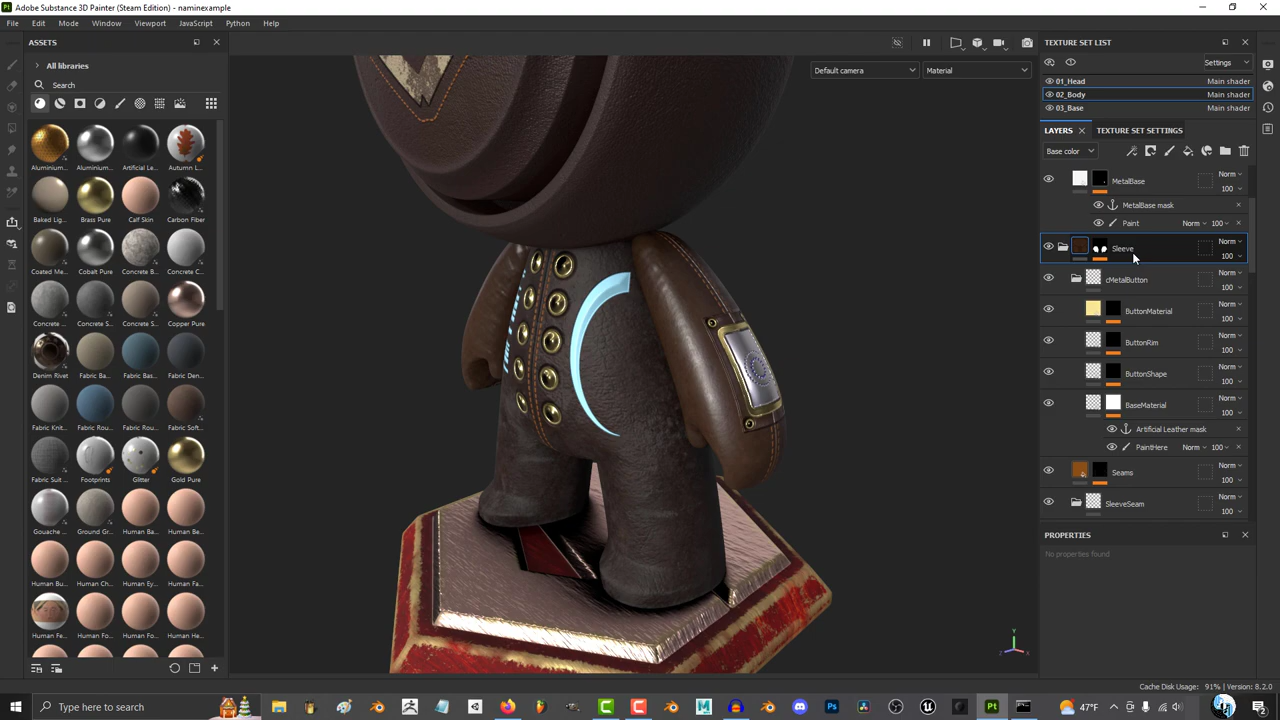 Adobe Substance 3D Painter (Steam Edition) - naminexample
File Edit Mode Window Viewport JavaScript Python Help
ASSETS
All libraries
Search
Aluminium... Aluminium... Artificial Le... Autumn L...
Baked Lig... Brass Pure Calf Skin Carbon Fiber
Coated Me... Cobalt Pure Concrete B... Concrete C...
Concrete ... Concrete D... Concrete S... Copper Pure
Denim Rivet Fabric Ba... Fabric Bas... Fabric Den...
Fabric Knit... Fabric Rou... Fabric Rou... Fabric Soft...
Fabric Suit ... Footprints Glitter Gold Pure
Gouache ... Ground Gr... Human Ba... Human Be...
Human Bu... Human Ch... Human Ey... Human Fa...
Human Fe... Human Fo... Human Fo... Human He...
Default camera
Material
TEXTURE SET LIST
Settings
01_Head Main shader
02_Body Main shader
03_Base Main shader
LAYERS TEXTURE SET SETTINGS
Base color
MetalBase Norm 100
MetalBase mask
Paint Norm 100
Sleeve Norm 100
cMetalButton Norm 100
ButtonMaterial Norm 100
ButtonRim Norm 100
ButtonShape Norm 100
BaseMaterial Norm 100
Artificial Leather mask
PaintHere Norm 100
Seams Norm 100
SleeveSeam Norm 100
PROPERTIES
No properties found
Y
Cache Disk Usage: 91% | Version: 8.2.0
Type here to search
47°F